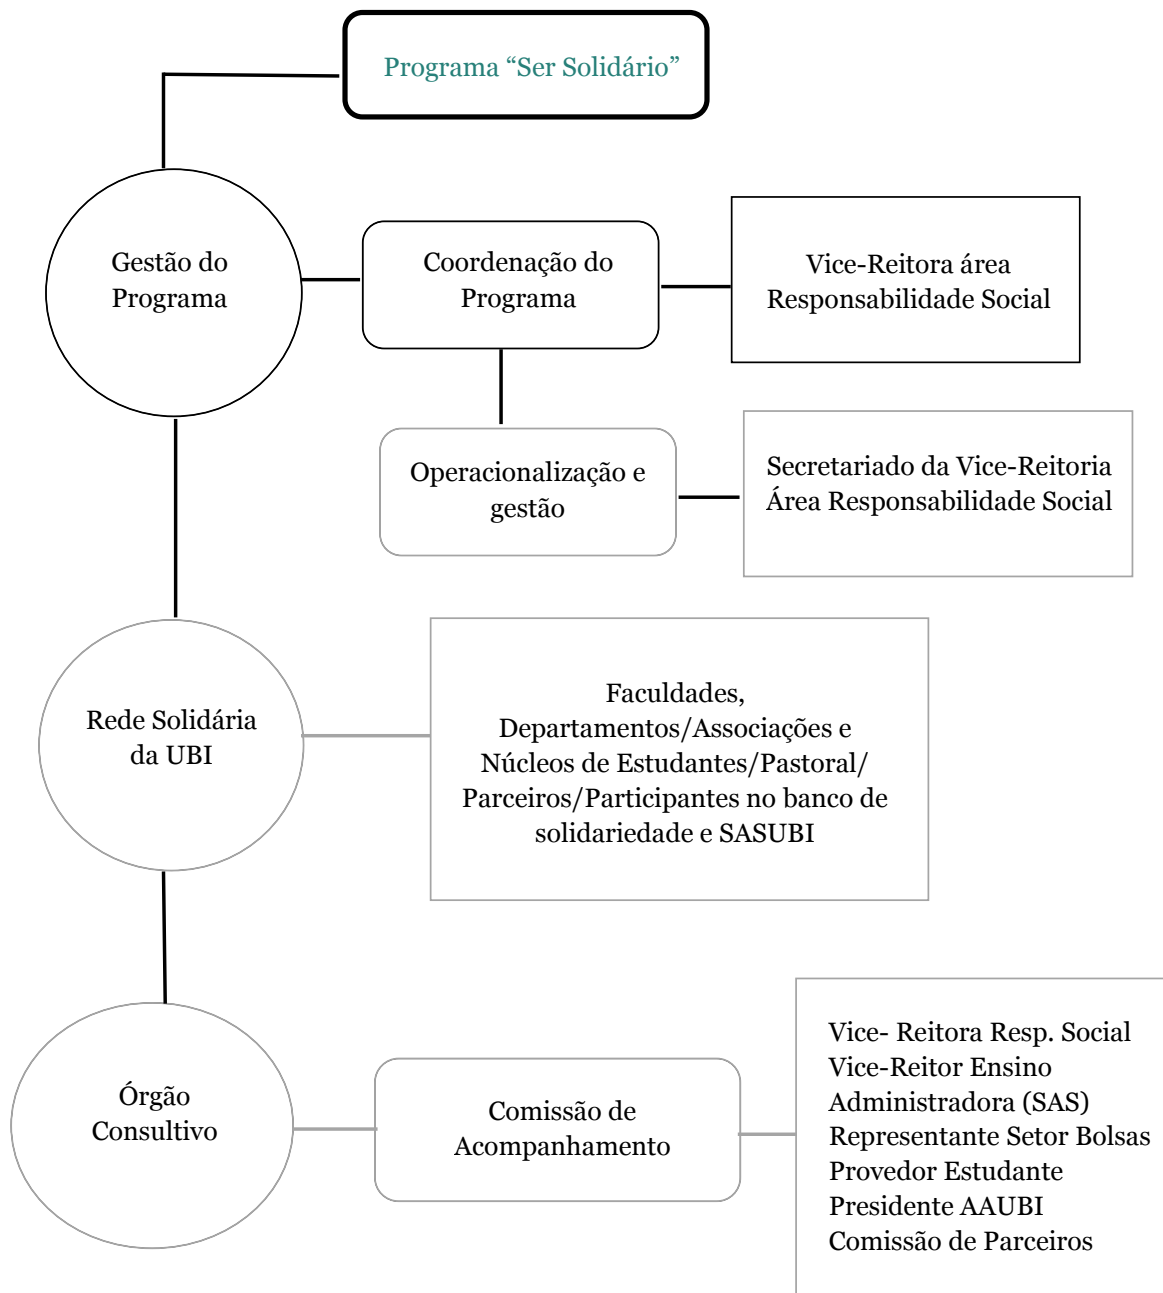 Programa “Ser Solidário”
Gestão do
Programa
Coordenação do
Programa
Vice-Reitora área
Responsabilidade Social
Operacionalização e
gestão
Secretariado da Vice-Reitoria
Área Responsabilidade Social
Rede Solidária
da UBI
Faculdades,
Departamentos/Associações e
Núcleos de Estudantes/Pastoral/
Parceiros/Participantes no banco de
solidariedade e SASUBI
Órgão
Consultivo
Comissão de
Acompanhamento
Vice- Reitora Resp. Social
Vice-Reitor Ensino
Administradora (SAS)
Representante Setor Bolsas
Provedor Estudante
Presidente AAUBI
Comissão de Parceiros